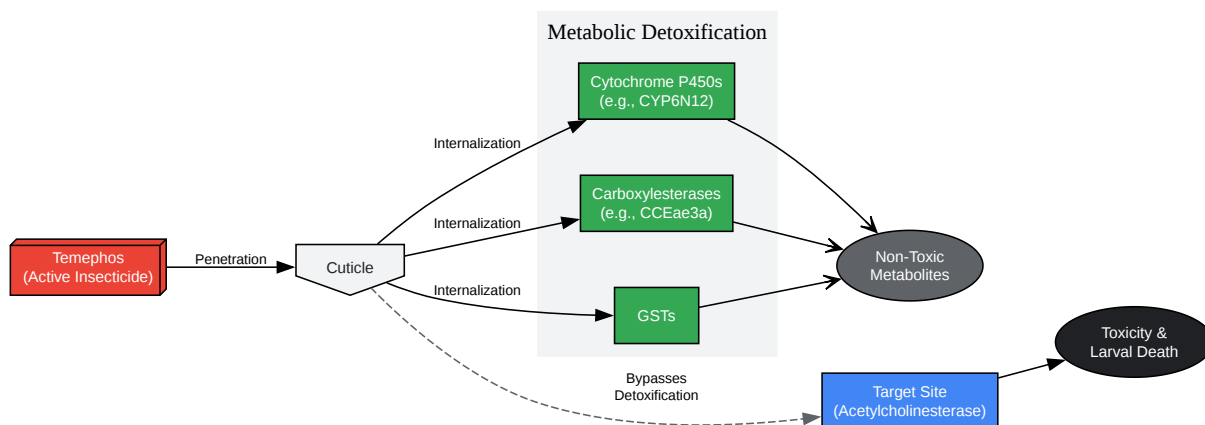 Metabolic Detoxification
Cytochrome P450s
(e.g., CYP6N12)
Internalization
Carboxylesterases
(e.g., CCEae3a)
Internalization
Temephos
(Active Insecticide)
Penetration
Cuticle
Non-Toxic
Metabolites
Internalization
GSTs
Toxicity &
Larval Death
Bypasses
Detoxification
Target Site
(Acetylcholinesterase)